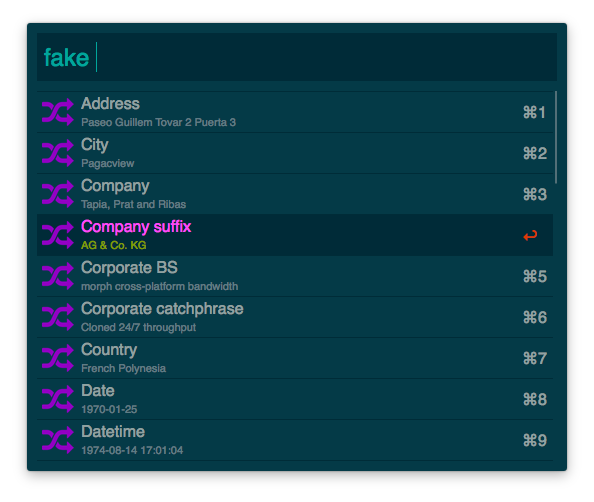 fake
Address
Paseo Guillem Tovar 2 Puerta 3
⌘1
City
Pagacview
⌘2
Company
Tapia, Prat and Ribas
⌘3
Company suffix
AG & Co. KG
↩
Corporate BS
morph cross-platform bandwidth
⌘5
Corporate catchphrase
Cloned 24/7 throughput
⌘6
Country
French Polynesia
⌘7
Date
1970-01-25
⌘8
Datetime
1974-08-14 17:01:04
⌘9